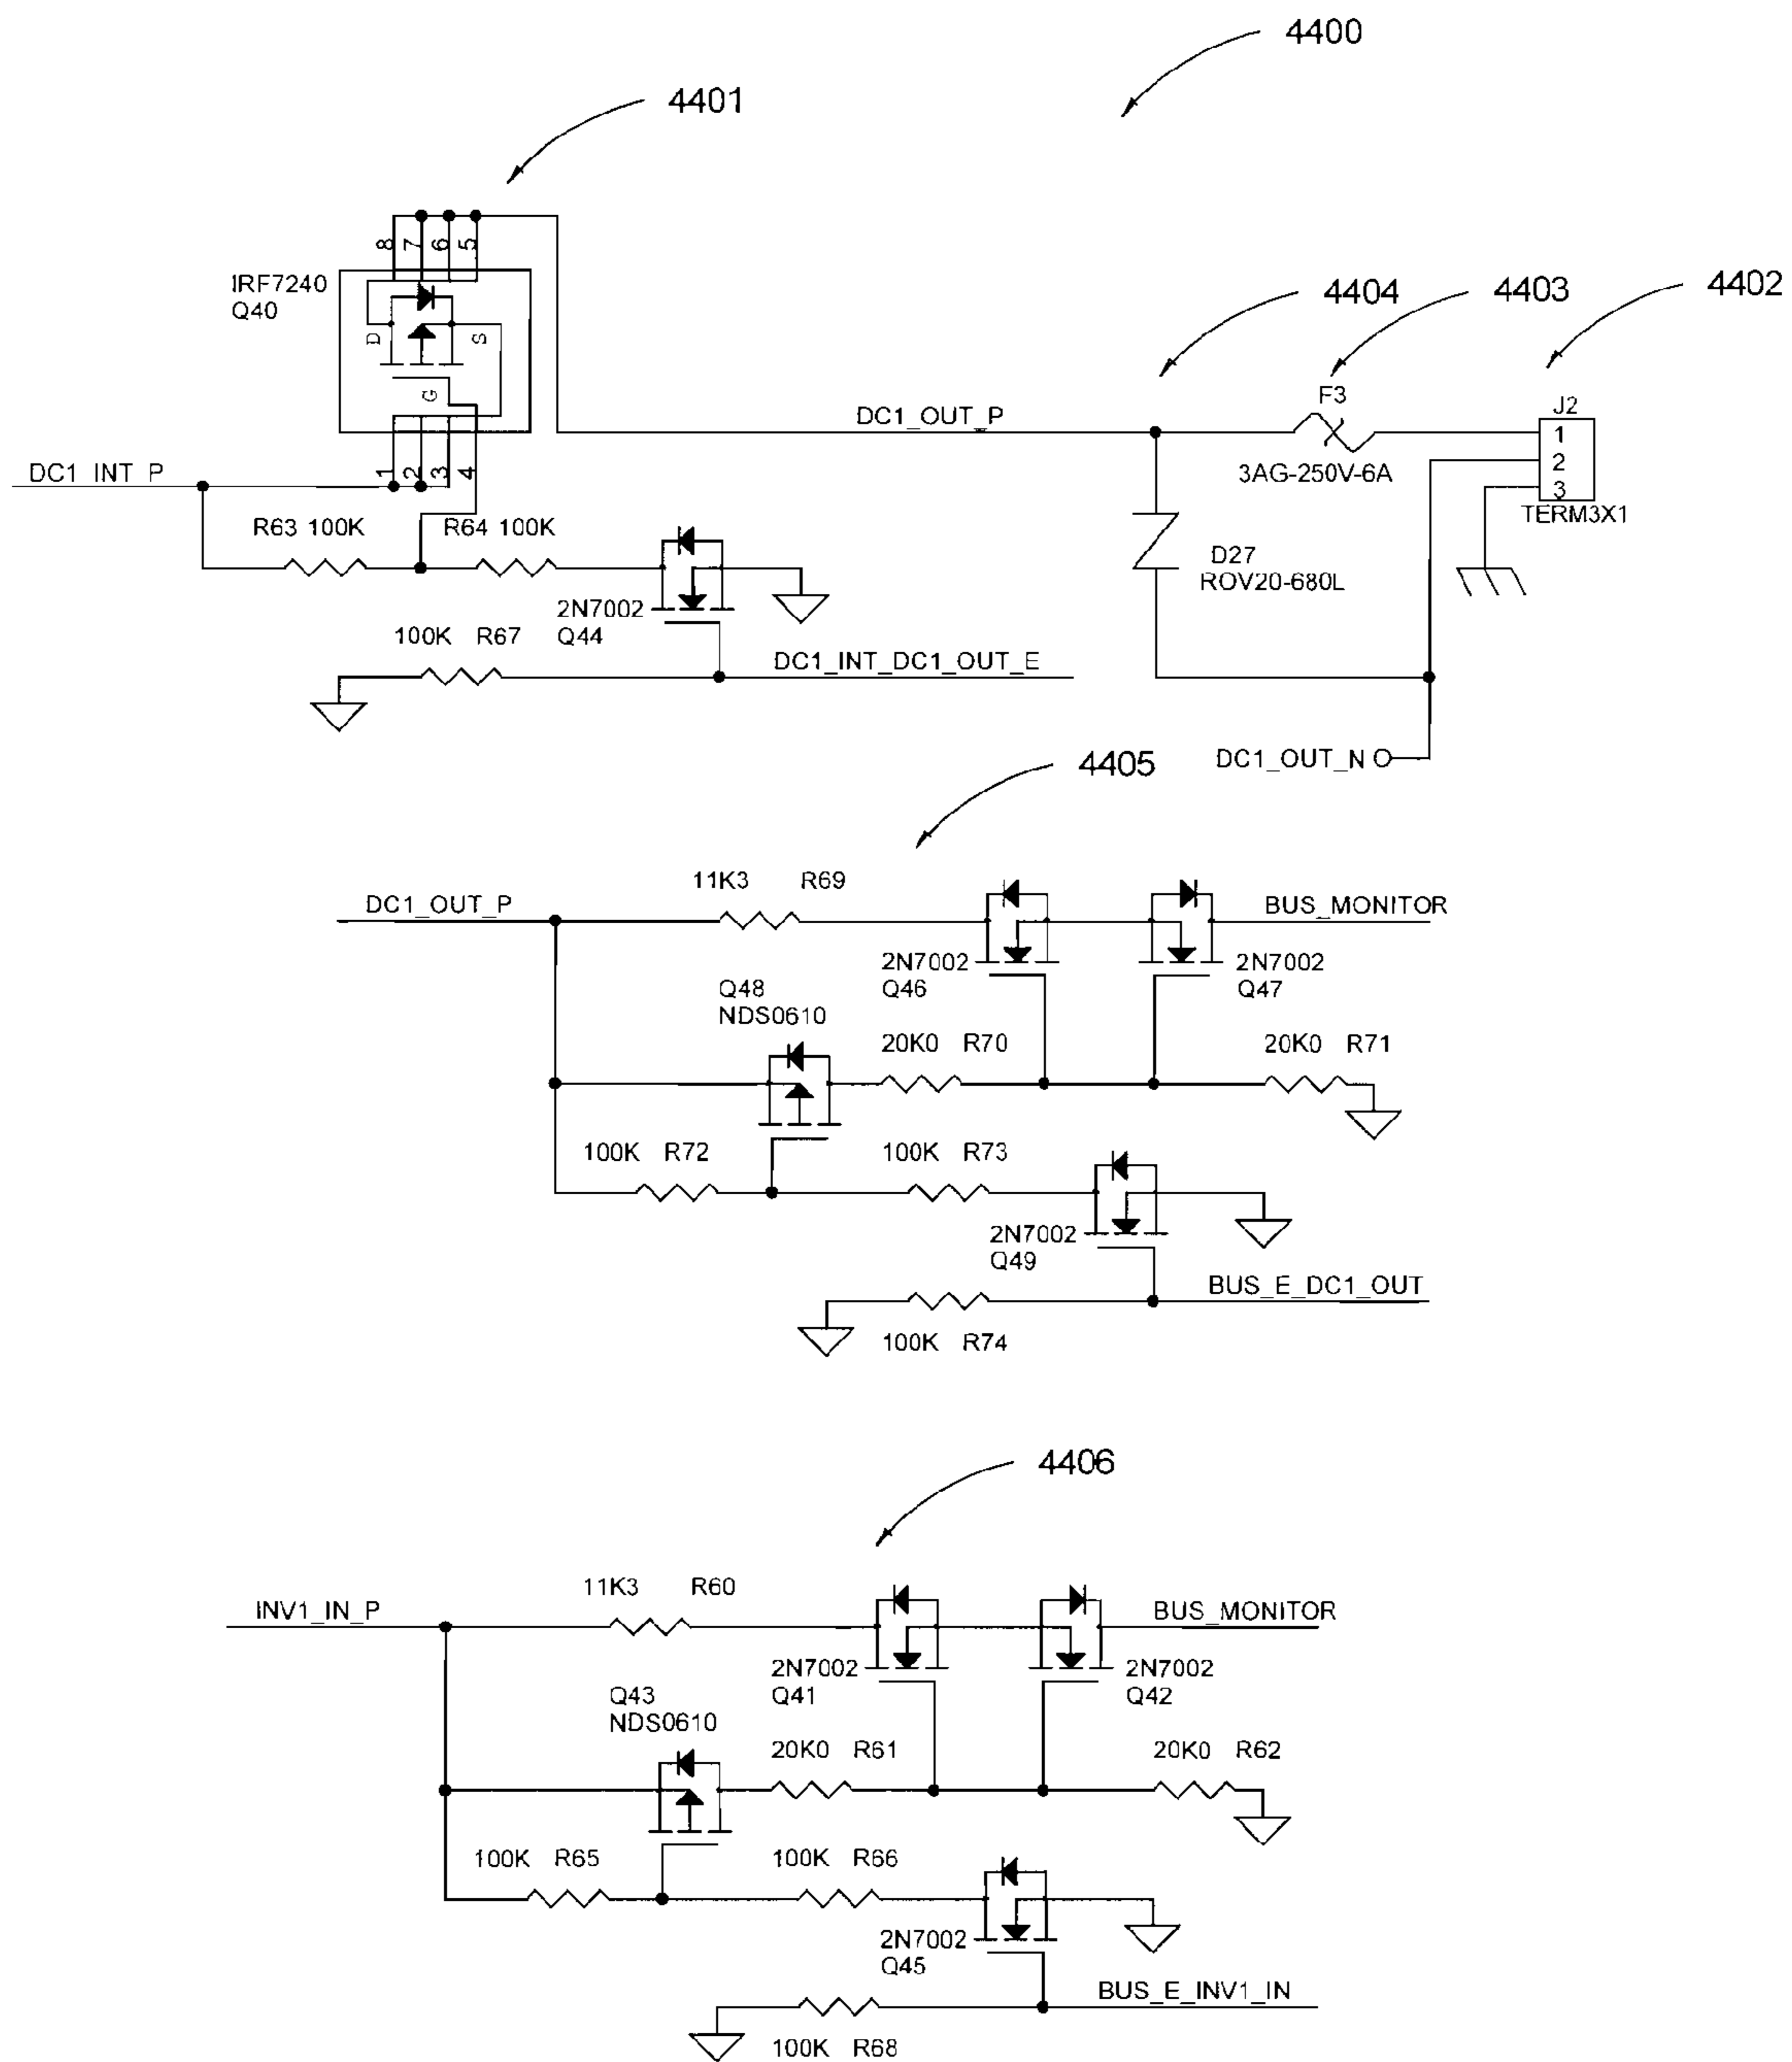 4400
4401
8 7 6 5
IRF7240
Q40
D S
G
1 2 3 4
DC1_INT_P
R63 100K R64 100K
2N7002
Q44
100K R67
DC1_INT_DC1_OUT_E
4404 4403 4402
DC1_OUT_P
F3
3AG-250V-6A
J2
1
2
3
TERM3X1
D27
ROV20-680L
DC1_OUT_N
4405
DC1_OUT_P
11K3 R69
BUS_MONITOR
2N7002
Q46
2N7002
Q47
Q48
NDS0610
20K0 R70
20K0 R71
100K R72
100K R73
2N7002
Q49
BUS_E_DC1_OUT
100K R74
4406
INV1_IN_P
11K3 R60
BUS_MONITOR
2N7002
Q41
2N7002
Q42
Q43
NDS0610
20K0 R61
20K0 R62
100K R65
100K R66
2N7002
Q45
BUS_E_INV1_IN
100K R68